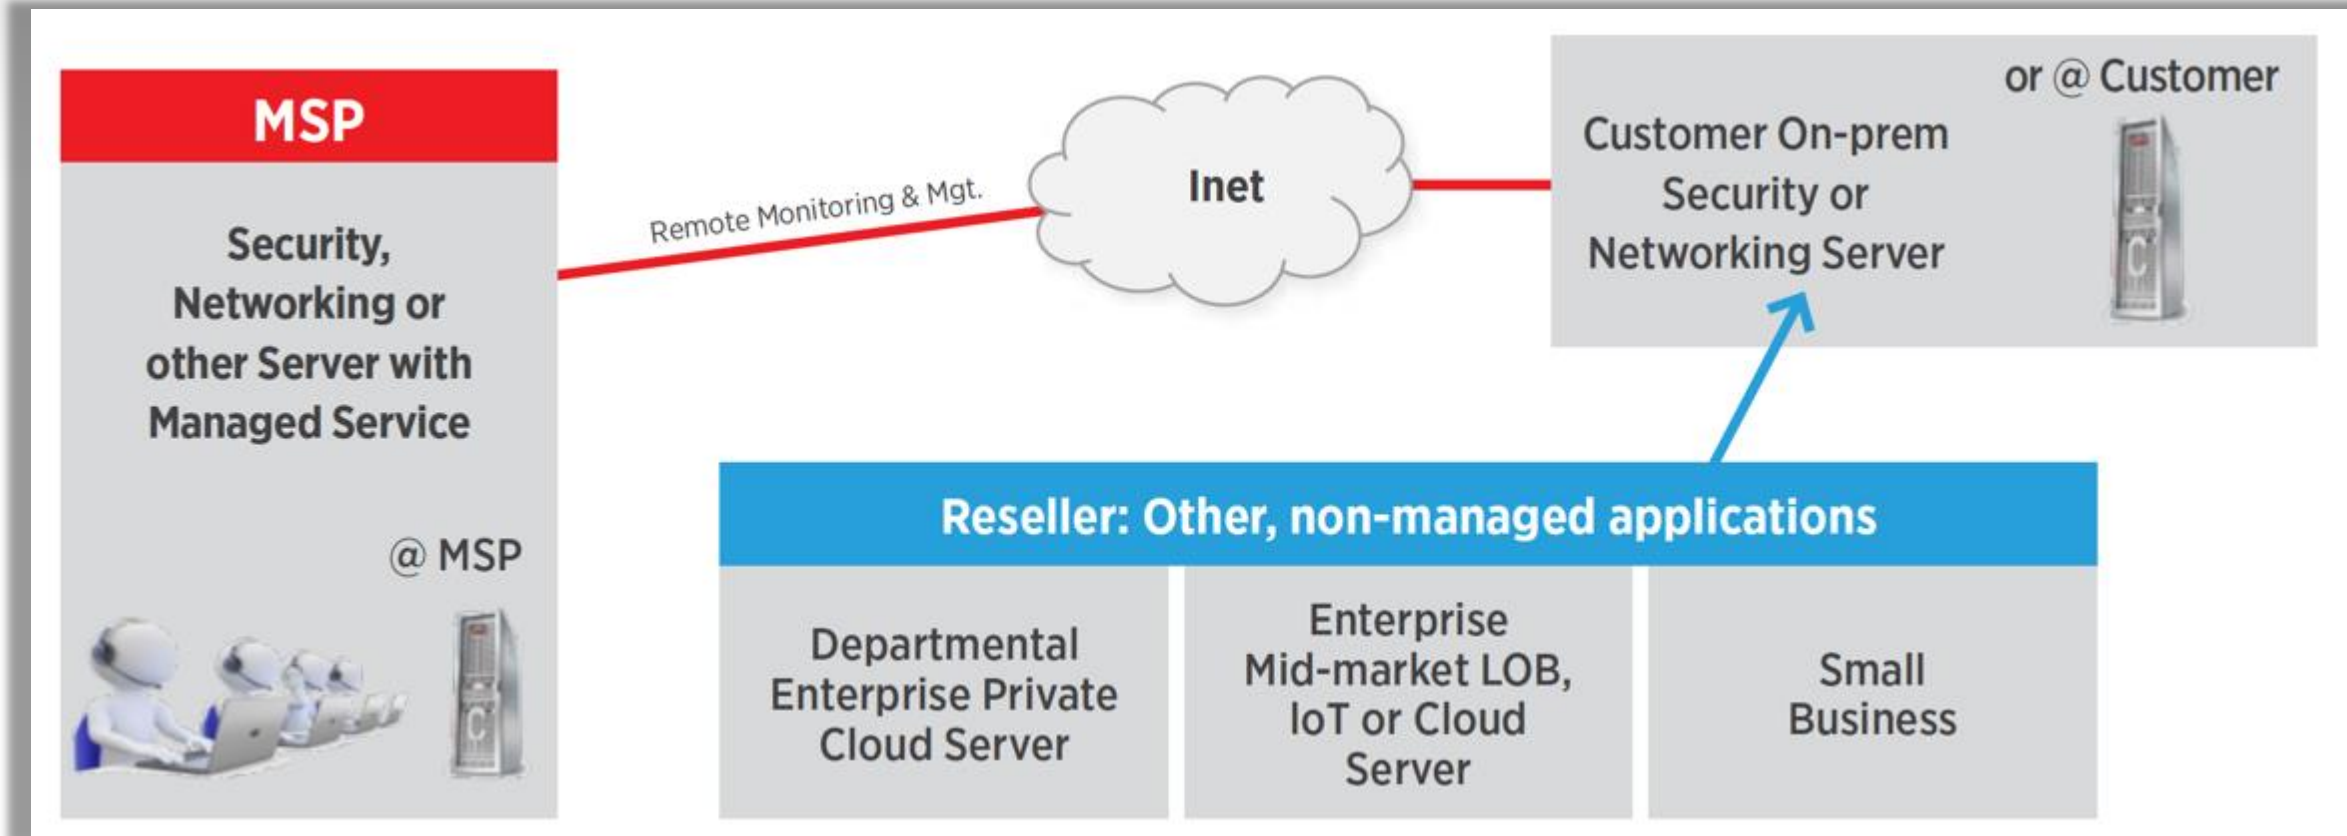 MSP
Security,
Networking or
other Server with
Managed Service
@ MSP
C
Remote Monitoring & Mgt.
Inet
or @ Customer
Customer On-prem
Security or
Networking Server
C
Reseller: Other, non-managed applications
Departmental
Enterprise Private
Cloud Server
Enterprise
Mid-market LOB,
IoT or Cloud
Server
Small
Business